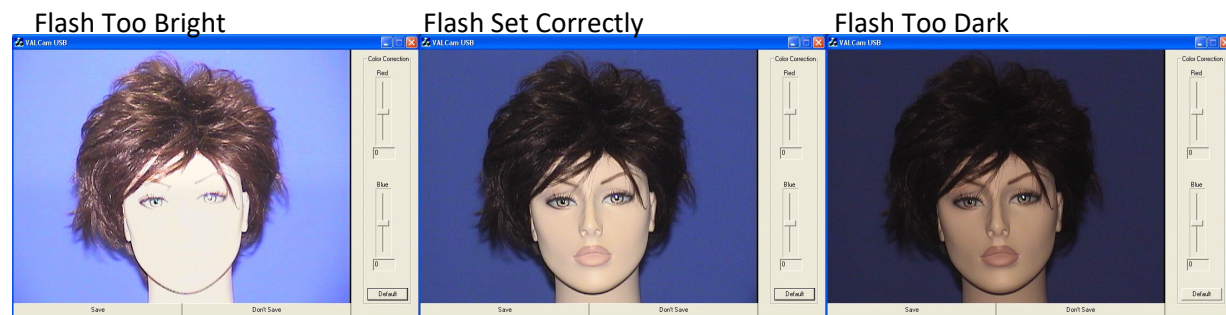 Flash Too Bright
Flash Set Correctly
Flash Too Dark
VALCam USB
VALCam USB
VALCam USB
Color Correction
Red
0
Blue
0
Default
Save Don't Save
Color Correction
Red
0
Blue
0
Default
Save Don't Save
Color Correction
Red
0
Blue
0
Default
Save Don't Save